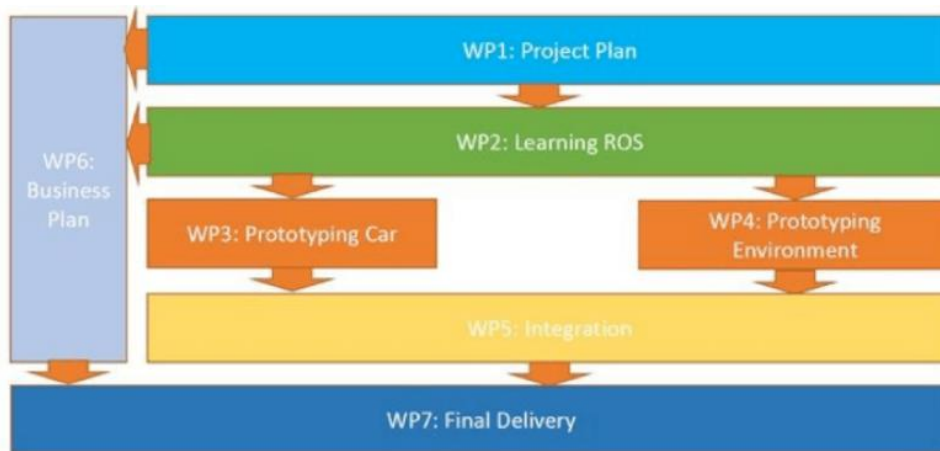 WP1: Project Plan
WP2: Learning ROS
WP6:
Business
Plan
WP3: Prototyping Car
WP4: Prototyping
Environment
WP5: Integration
WP7: Final Delivery